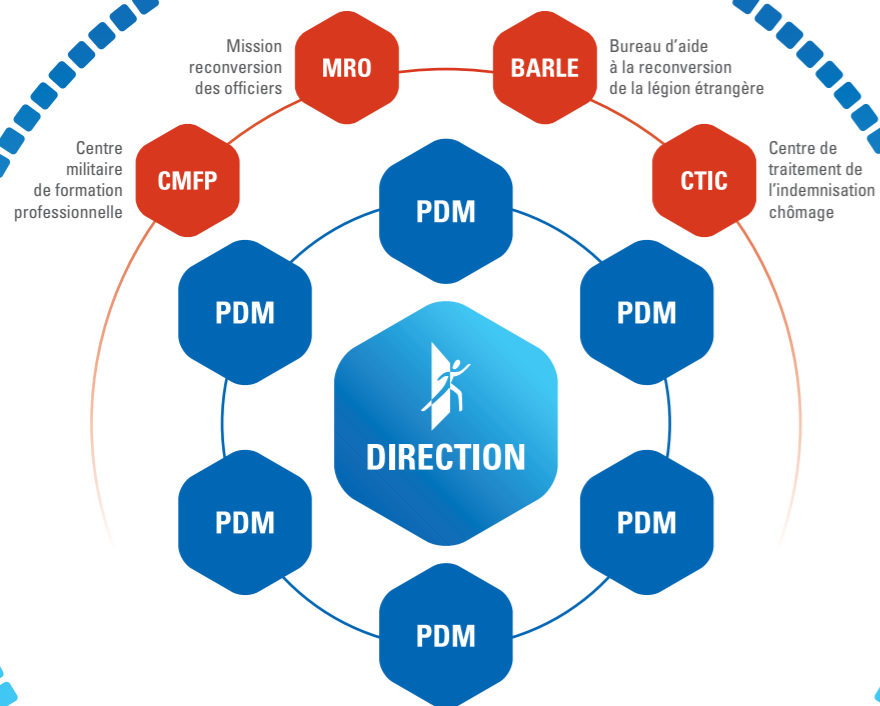 Mission
reconversion
des officiers
MRO
BARLE
Bureau d'aide
à la reconversion
de la légion étrangère
Centre
militaire
de formation
professionnelle
CMFP
CTIC
Centre de
traitement de
l'indemnisation
chômage
PDM
PDM
PDM
DIRECTION
PDM
PDM
PDM